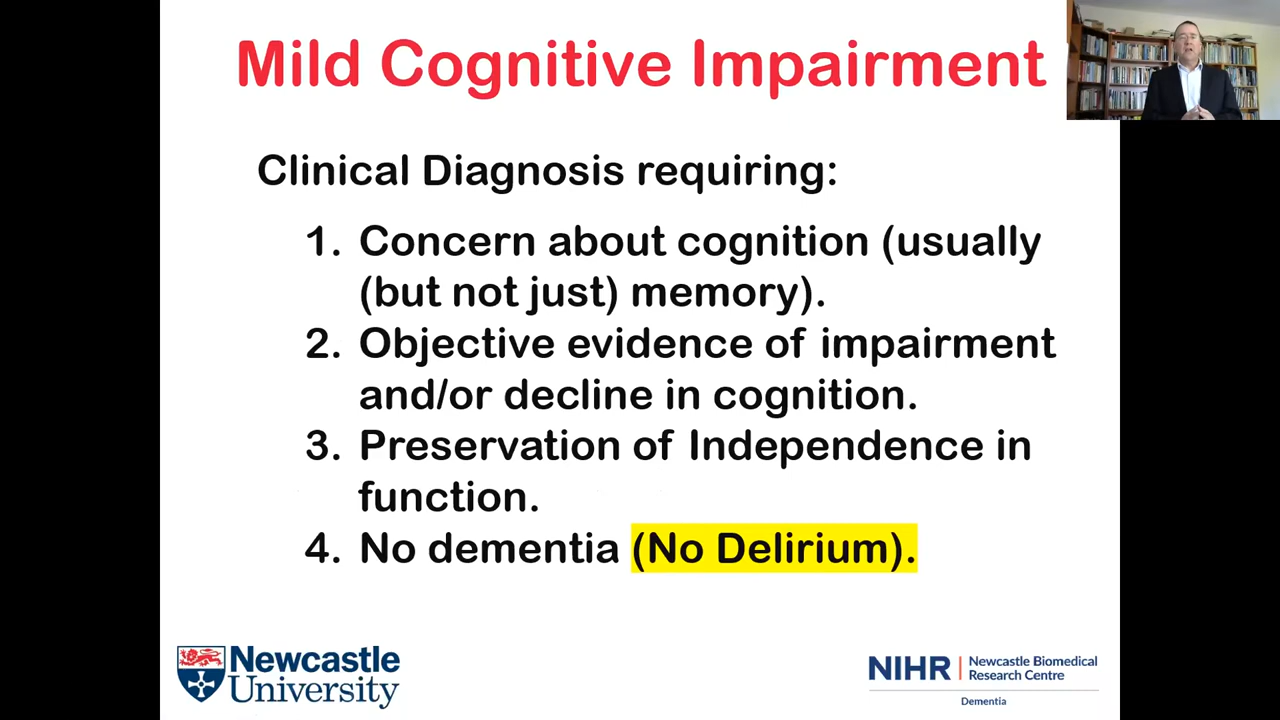 Mild Cognitive Impairment
Clinical Diagnosis requiring:
1. Concern about cognition (usually
(but not just) memory).
2. Objective evidence of impairment
and/or decline in cognition.
3. Preservation of Independence in
function.
4. No dementia (No Delirium).
Newcastle
University
NIHR | Newcastle Biomedical
Research Centre
Dementia